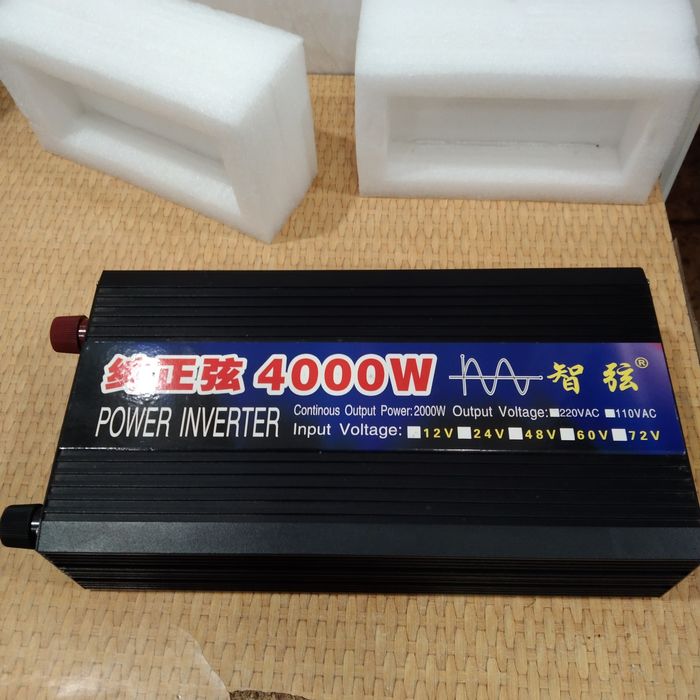 纯正弦 4000W 智弦®
POWER INVERTER
Continous Output Power:2000W Output Voltage: 220VAC 110VAC
Input Voltage: 12V 24V 48V 60V 72V